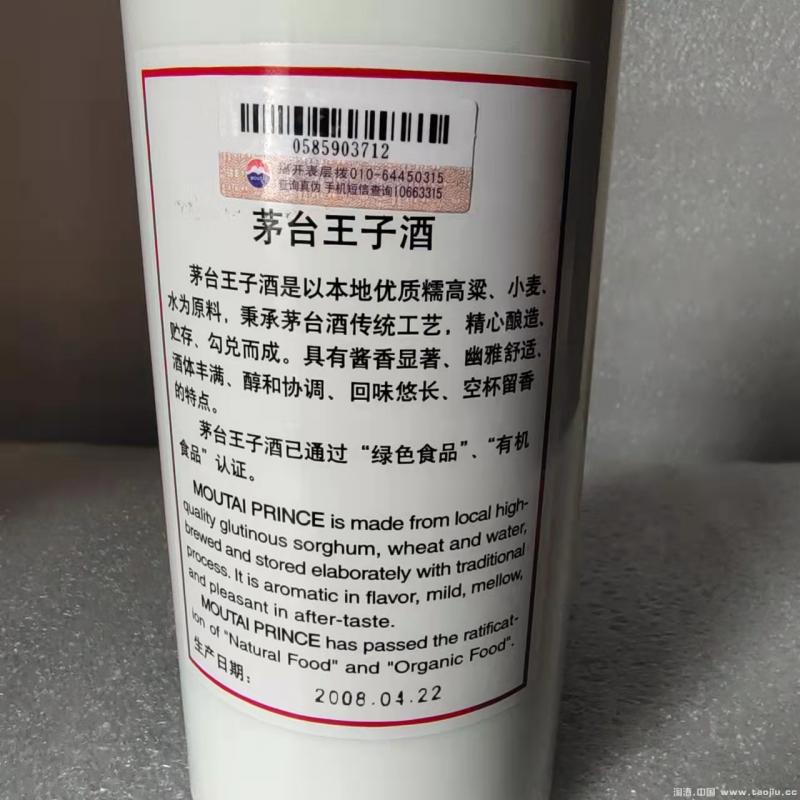 0585903712
揭开表层拨010-64450315
查询真伪 手机短信查询10663315
茅台王子酒
茅台王子酒是以本地优质糯高粱、小麦、
水为原料，秉承茅台酒传统工艺，精心酿造、
贮存、勾兑而成。具有酱香显著、幽雅舒适、
酒体丰满、醇和协调、回味悠长、空杯留香
的特点。
茅台王子酒已通过“绿色食品”、“有机
食品”认证。
MOUTAI PRINCE is made from local high-
quality glutinous sorghum, wheat and water,
brewed and stored elaborately with traditional
process. It is aromatic in flavor, mild, mellow,
and pleasant in after-taste.
MOUTAI PRINCE has passed the ratificat-
ion of "Natural Food" and "Organic Food".
生产日期：
2008.04.22
淘酒.中国 www.taojiu.cc